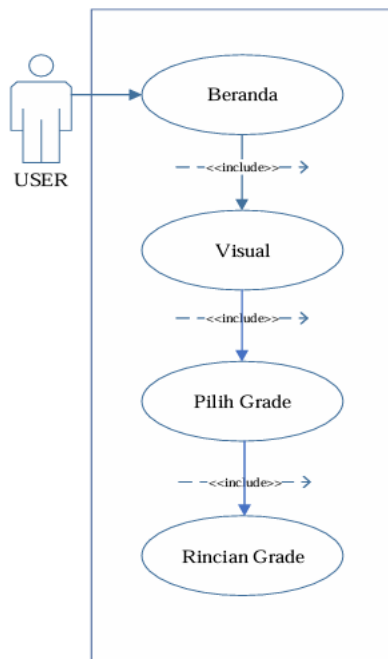 Beranda
USER
<<include>>
Visual
<<include>>
Pilih Grade
<<include>>
Rincian Grade